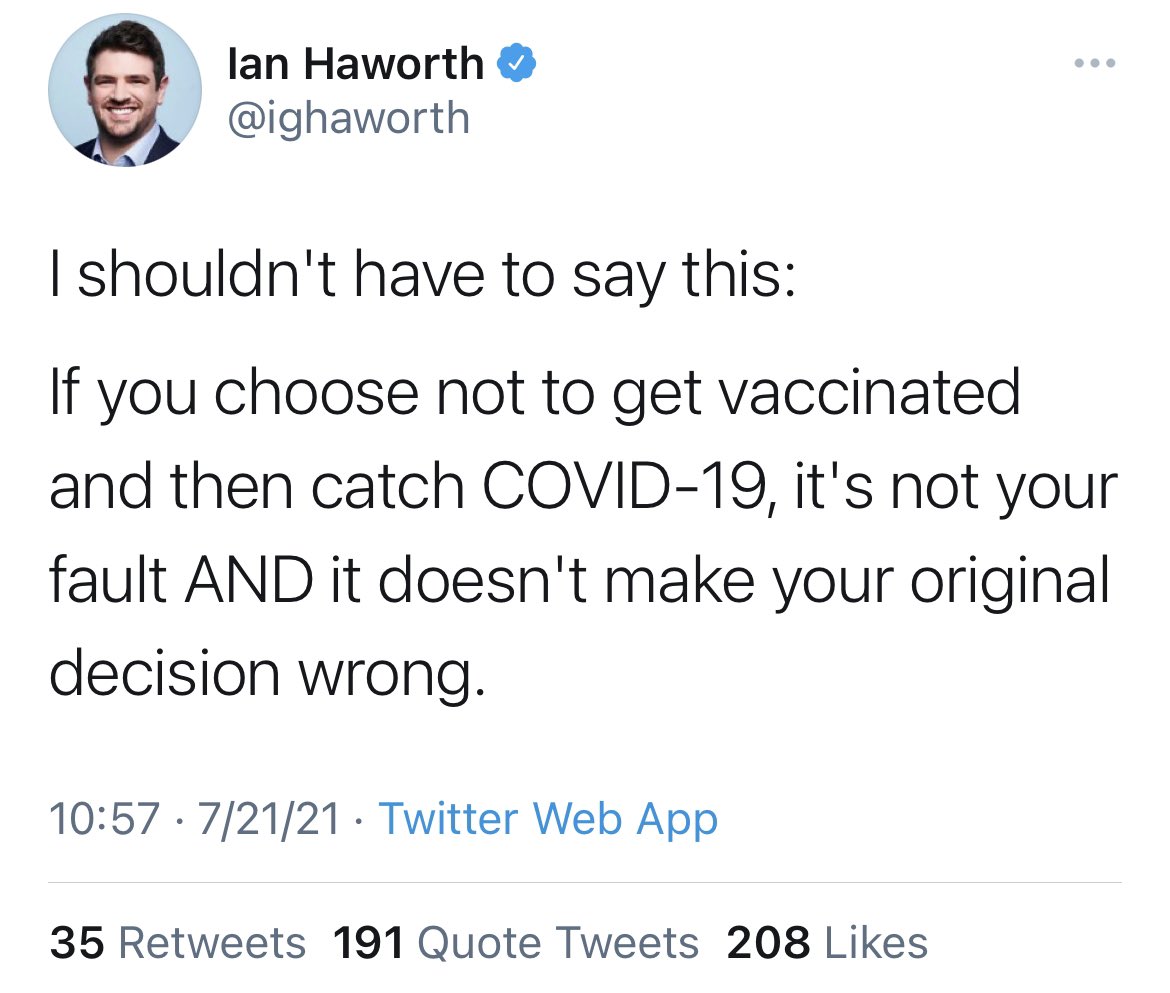 Ian Haworth
@ighaworth
I shouldn't have to say this:
If you choose not to get vaccinated
and then catch COVID-19, it's not your
fault AND it doesn't make your original
decision wrong.
10:57 · 7/21/21 · Twitter Web App
35 Retweets 191 Quote Tweets 208 Likes